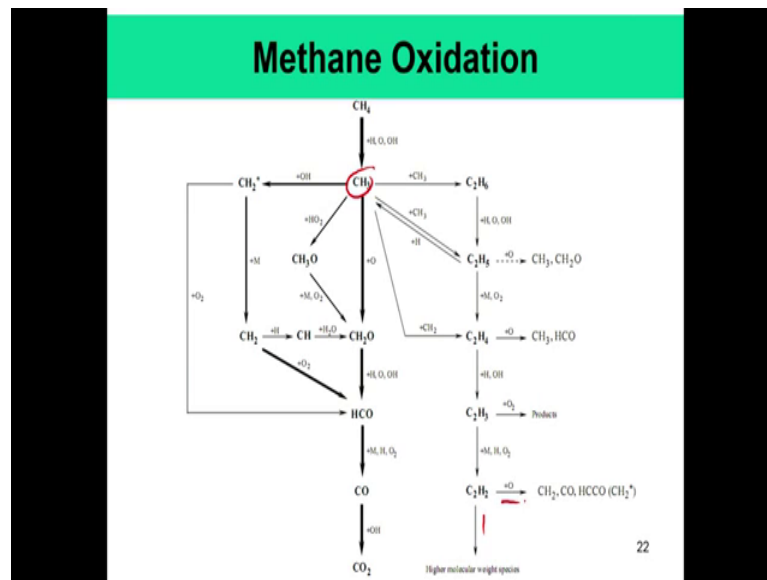 Methane Oxidation
CH₄
+H, O, OH
CH₂* +OH CH₃ +CH₃ C₂H₆
+HO₂ +CH₃ +H, O, OH
+H
+M CH₃O +O C₂H₅ +O CH₃, CH₂O
+O₂ +M, O₂ +M, O₂
CH₂ +H CH +H₂O CH₂O +CH₂ C₂H₄ +O CH₃, HCO
+O₂ +H, O, OH +H, OH
HCO C₂H₃ +O₂ Products
+M, H, O₂ +M, H, O₂
CO C₂H₂ +O CH₂, CO, HCCO (CH₂*)
+OH
22
CO₂ Higher molecular weight species